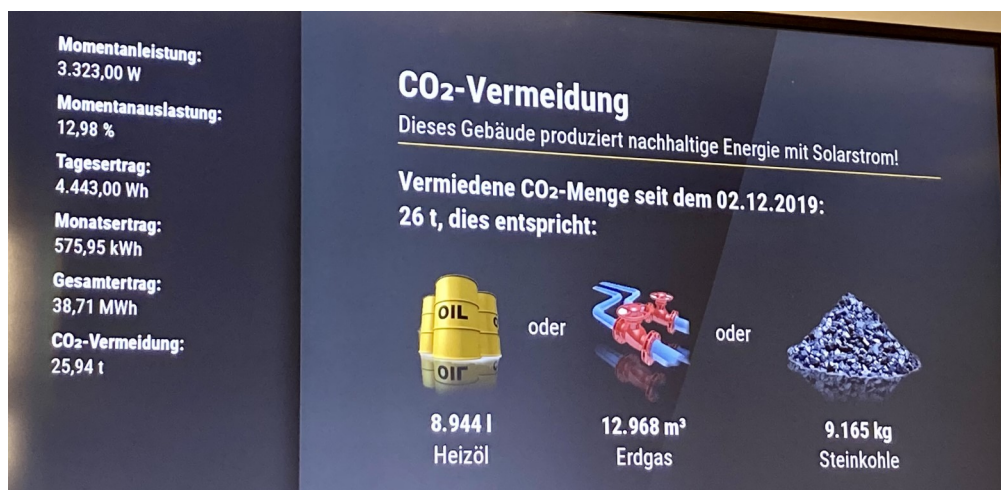 Momentanleistung:
3.323,00 W
Momentanauslastung:
12,98 %
Tagesertrag:
4.443,00 Wh
Monatsertrag:
575,95 kWh
Gesamtertrag:
38,71 MWh
CO₂-Vermeidung:
25,94 t
CO₂-Vermeidung
Dieses Gebäude produziert nachhaltige Energie mit Solarstrom!
Vermiedene CO₂-Menge seit dem 02.12.2019:
26 t, dies entspricht:
OIL
oder
oder
8.944 l
Heizöl
12.968 m³
Erdgas
9.165 kg
Steinkohle